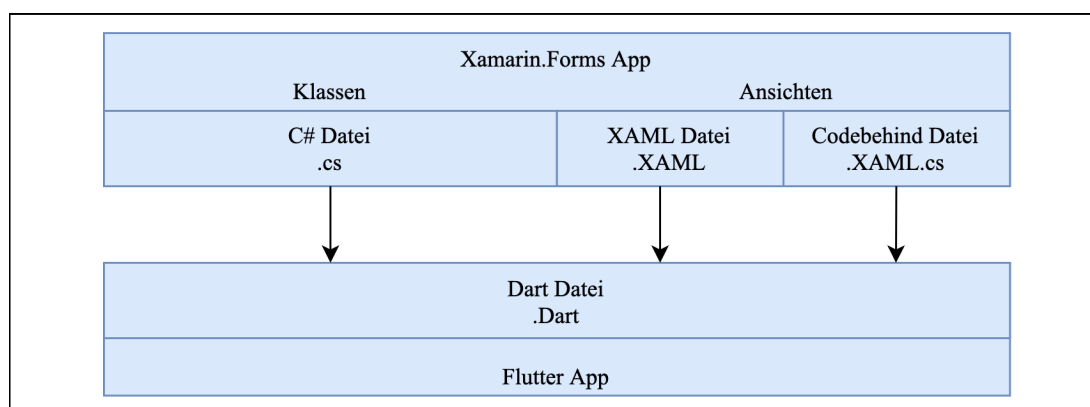 Xamarin.Forms App
Klassen
Ansichten
C# Datei
.cs
XAML Datei
.XAML
Codebehind Datei
.XAML.cs
Dart Datei
.Dart
Flutter App